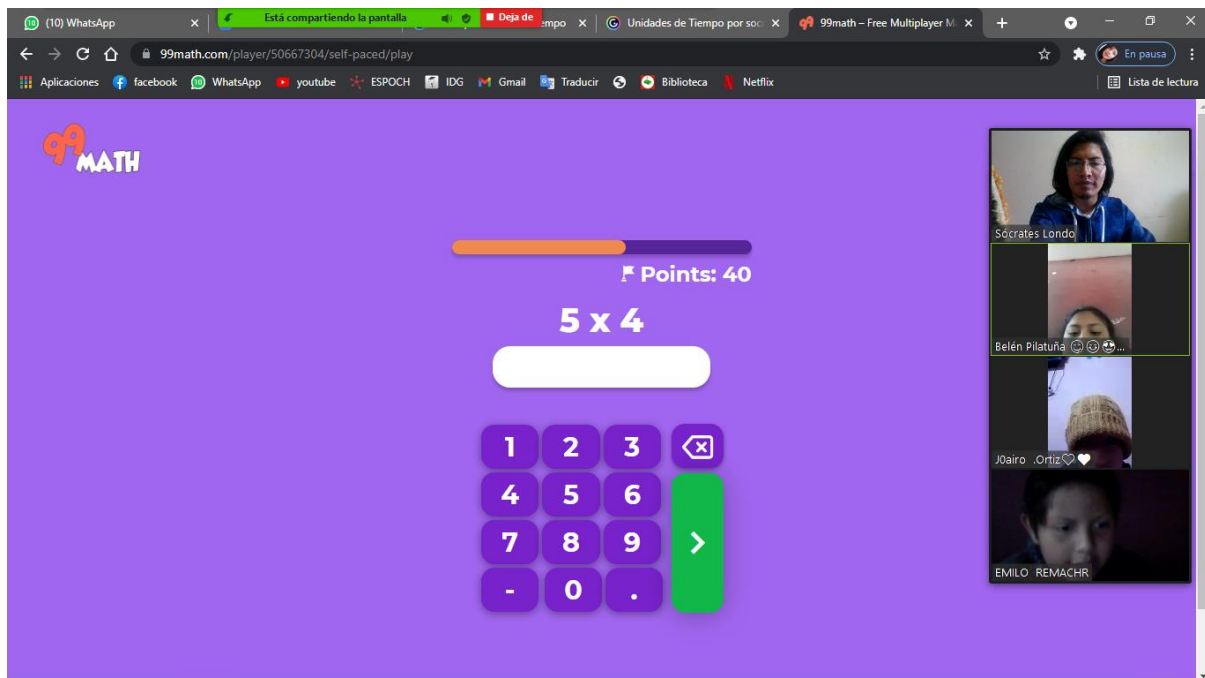 (10) WhatsApp
Está compartiendo la pantalla
Deja de
empo
Unidades de Tiempo por soc
99math – Free Multiplayer M
99math.com/player/50667304/self-paced/play
En pausa
Aplicaciones
facebook
WhatsApp
youtube
ESPOCH
IDG
Gmail
Traducir
Biblioteca
Netflix
Lista de lectura
99 MATH
Points: 40
5 x 4
1 2 3
4 5 6
7 8 9
- 0 .
Sócrates Londo
Belén Pilatuña 😊😊😍...
J0airo .Ortiz♡♥
EMILO REMACHR